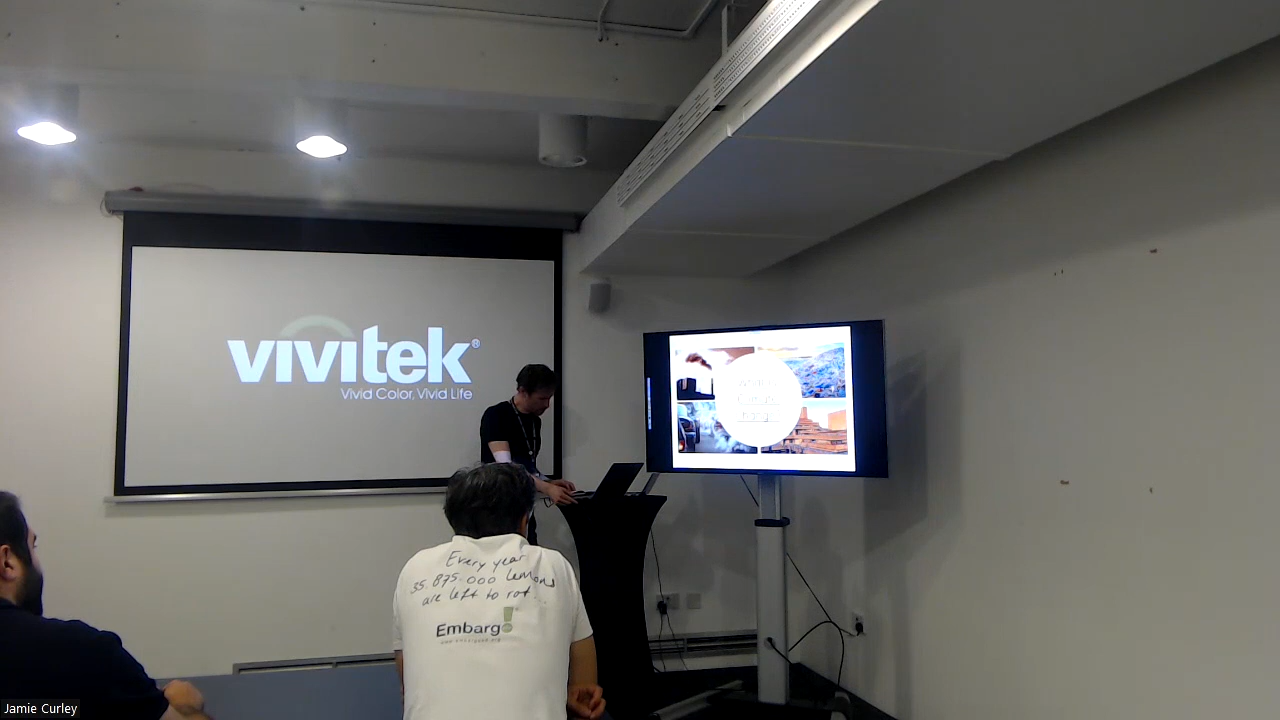 vivitek®
Vivid Color, Vivid Life
Every year
35.875.000 lemons
are left to rot...
Embargo!
Jamie Curley